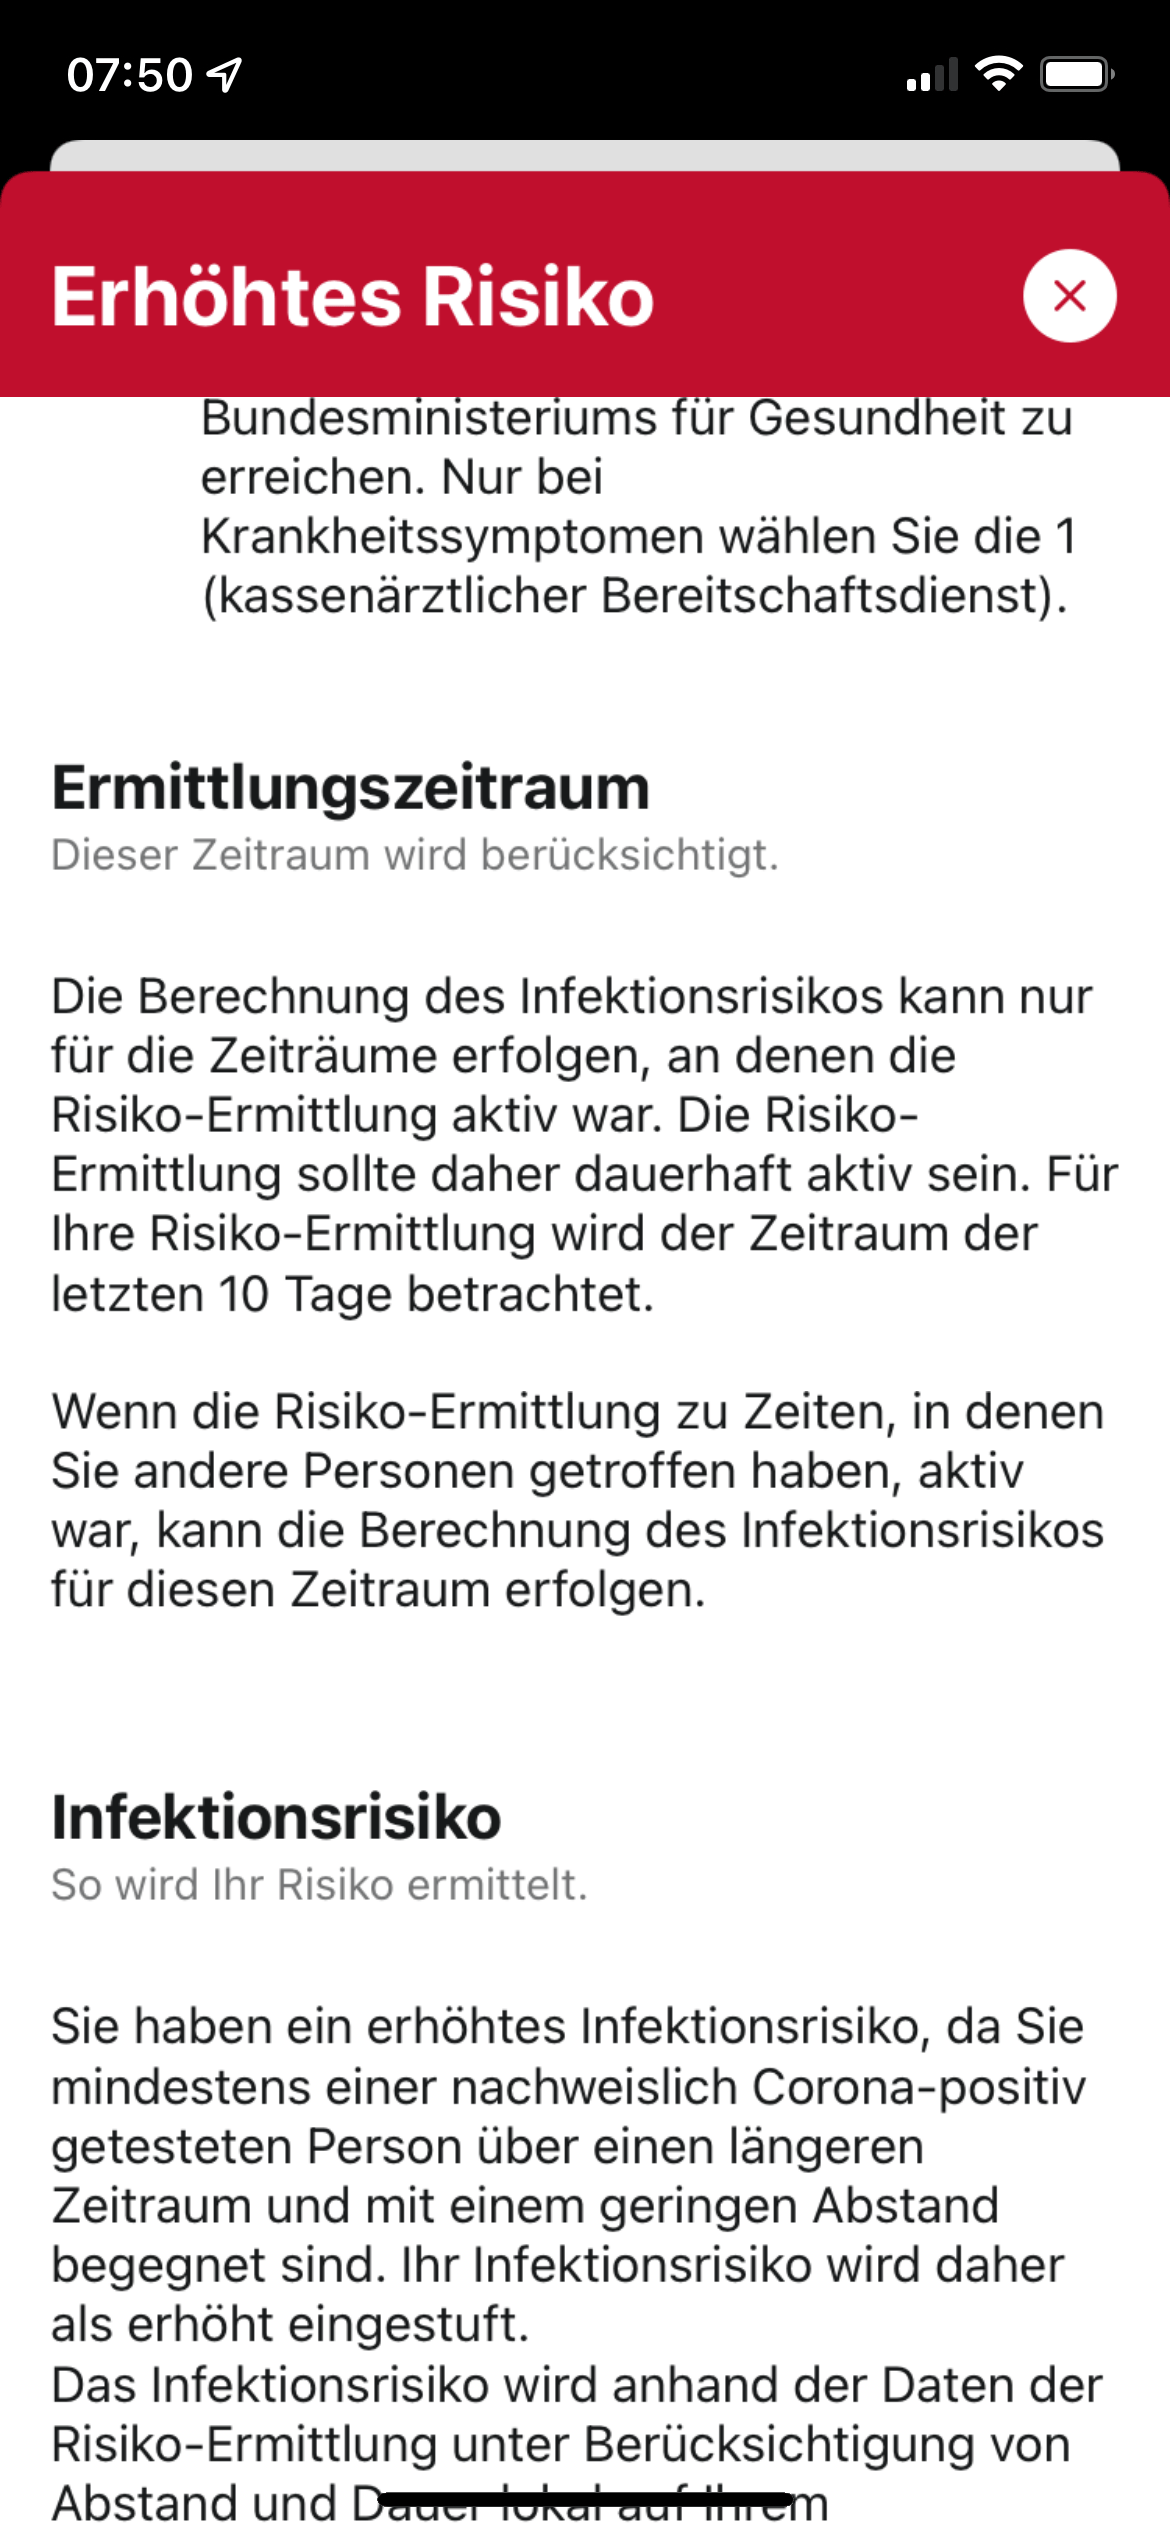 07:50
Erhöhtes Risiko
Bundesministeriums für Gesundheit zu
erreichen. Nur bei
Krankheitssymptomen wählen Sie die 1
(kassenärztlicher Bereitschaftsdienst).
Ermittlungszeitraum
Dieser Zeitraum wird berücksichtigt.
Die Berechnung des Infektionsrisikos kann nur
für die Zeiträume erfolgen, an denen die
Risiko-Ermittlung aktiv war. Die Risiko-
Ermittlung sollte daher dauerhaft aktiv sein. Für
Ihre Risiko-Ermittlung wird der Zeitraum der
letzten 10 Tage betrachtet.
Wenn die Risiko-Ermittlung zu Zeiten, in denen
Sie andere Personen getroffen haben, aktiv
war, kann die Berechnung des Infektionsrisikos
für diesen Zeitraum erfolgen.
Infektionsrisiko
So wird Ihr Risiko ermittelt.
Sie haben ein erhöhtes Infektionsrisiko, da Sie
mindestens einer nachweislich Corona-positiv
getesteten Person über einen längeren
Zeitraum und mit einem geringen Abstand
begegnet sind. Ihr Infektionsrisiko wird daher
als erhöht eingestuft.
Das Infektionsrisiko wird anhand der Daten der
Risiko-Ermittlung unter Berücksichtigung von
Abstand und Dauer lokal auf Ihrem